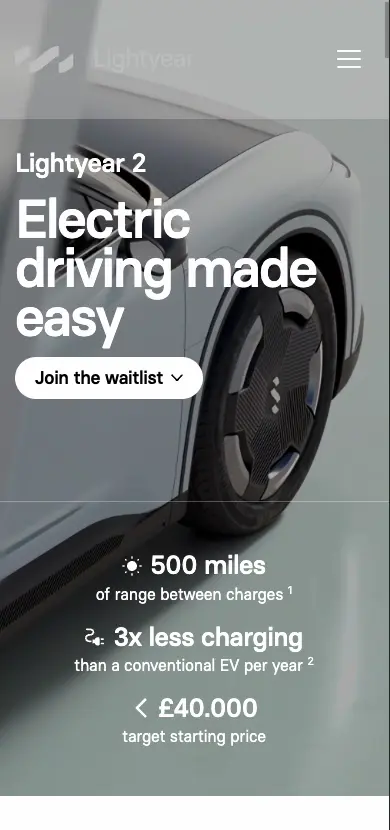 Lightyear
Lightyear 2
Electric
driving made
easy
Join the waitlist
500 miles
of range between charges ¹
3x less charging
than a conventional EV per year ²
< £40.000
target starting price